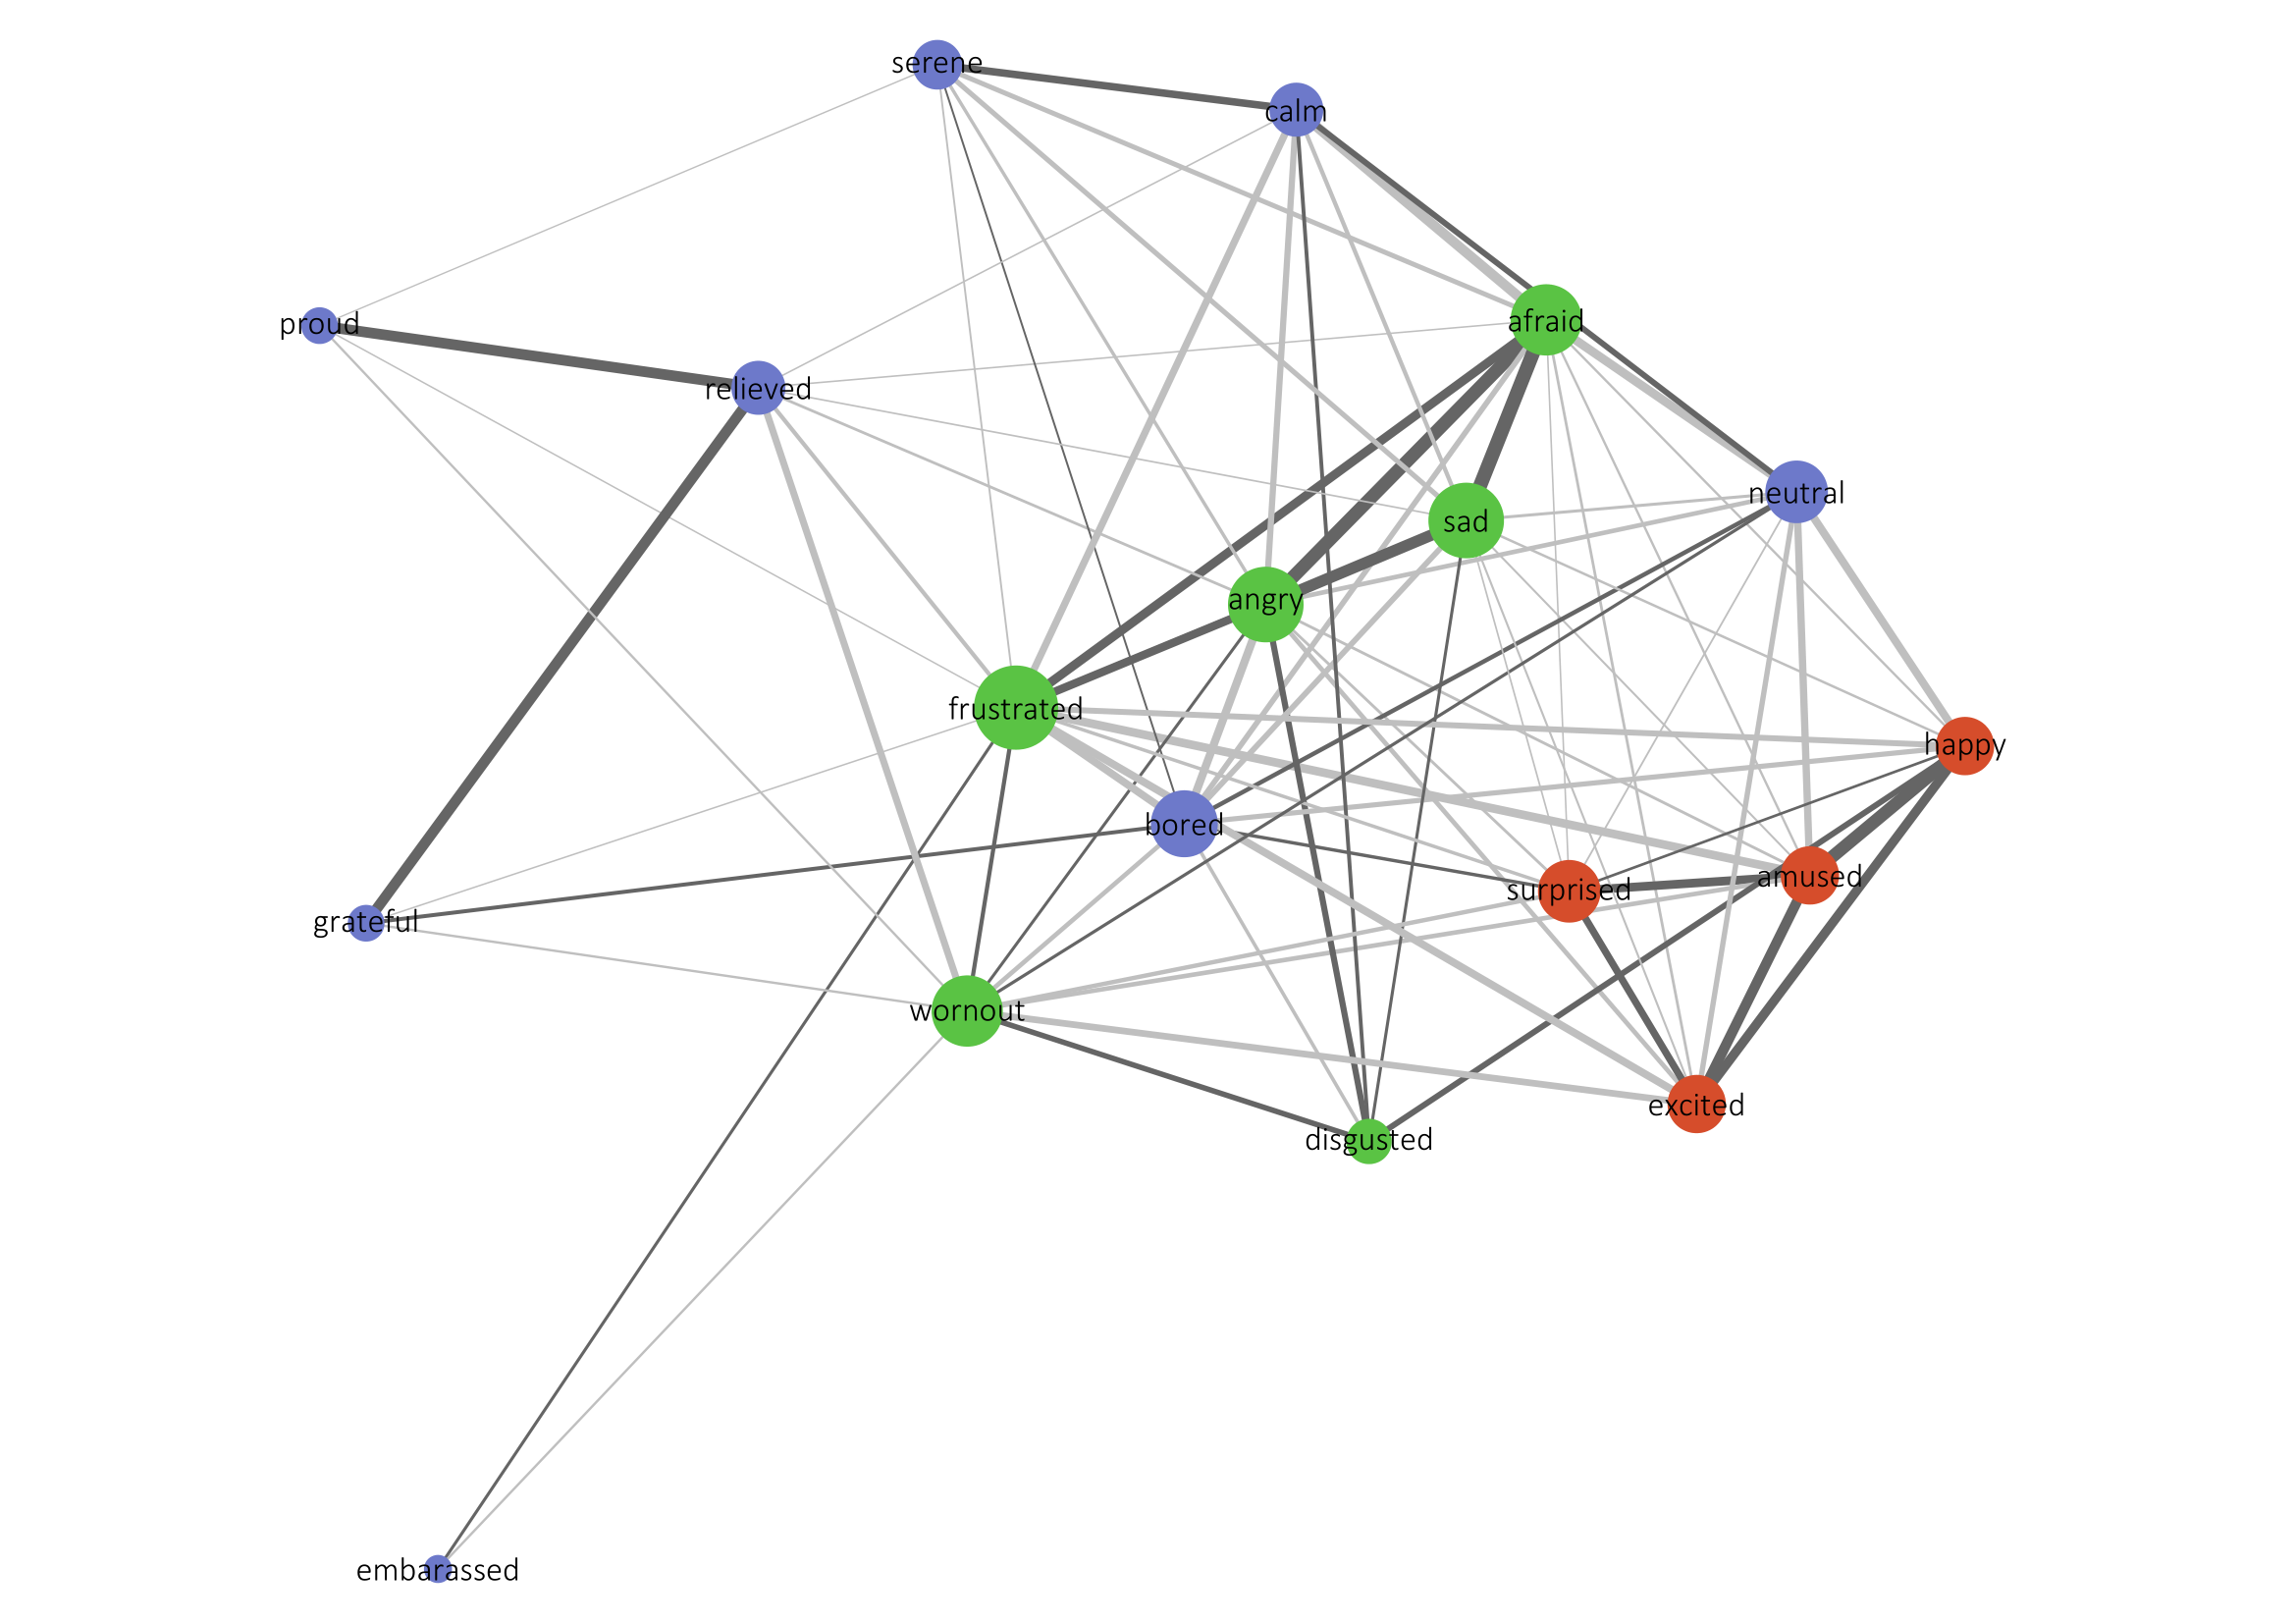 serene
calm
afraid
proud
relieved
neutral
sad
angry
frustrated
happy
bored
amused
surprised
grateful
wornout
excited
disgusted
embarassed